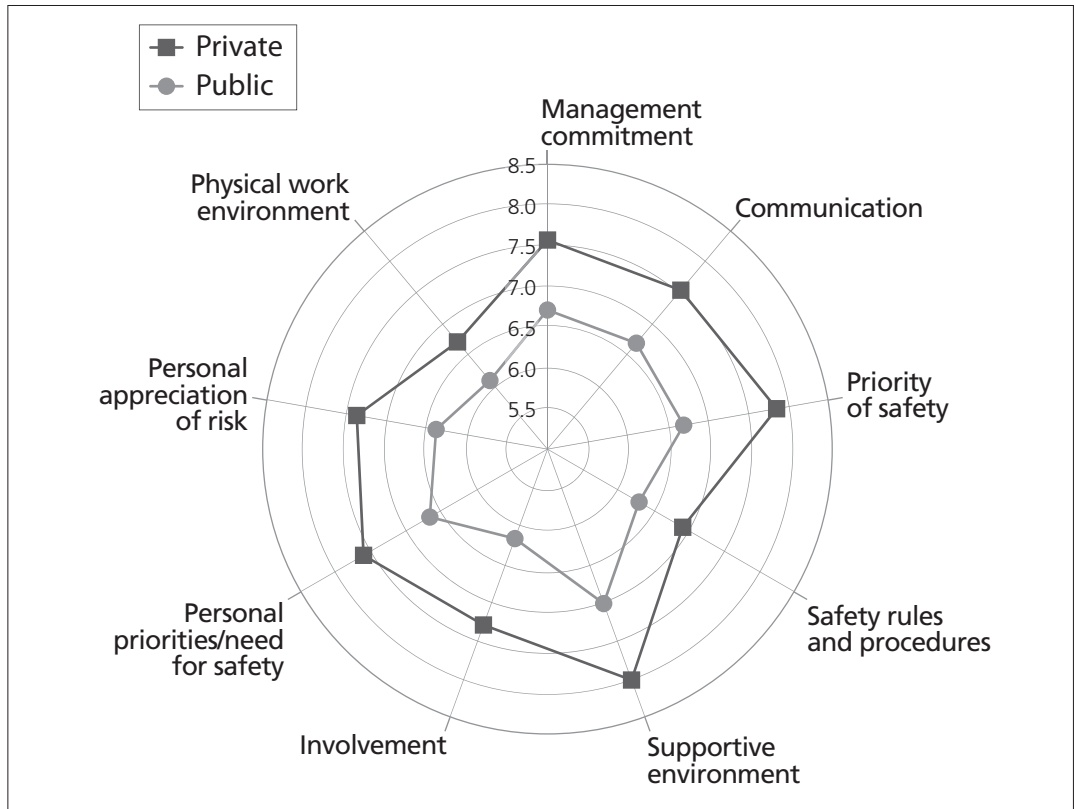 Private
Public
Management
commitment
8.5
8.0
7.5
7.0
6.5
6.0
5.5
Communication
Priority
of safety
Safety rules
and procedures
Supportive
environment
Involvement
Personal
priorities/need
for safety
Personal
appreciation
of risk
Physical work
environment